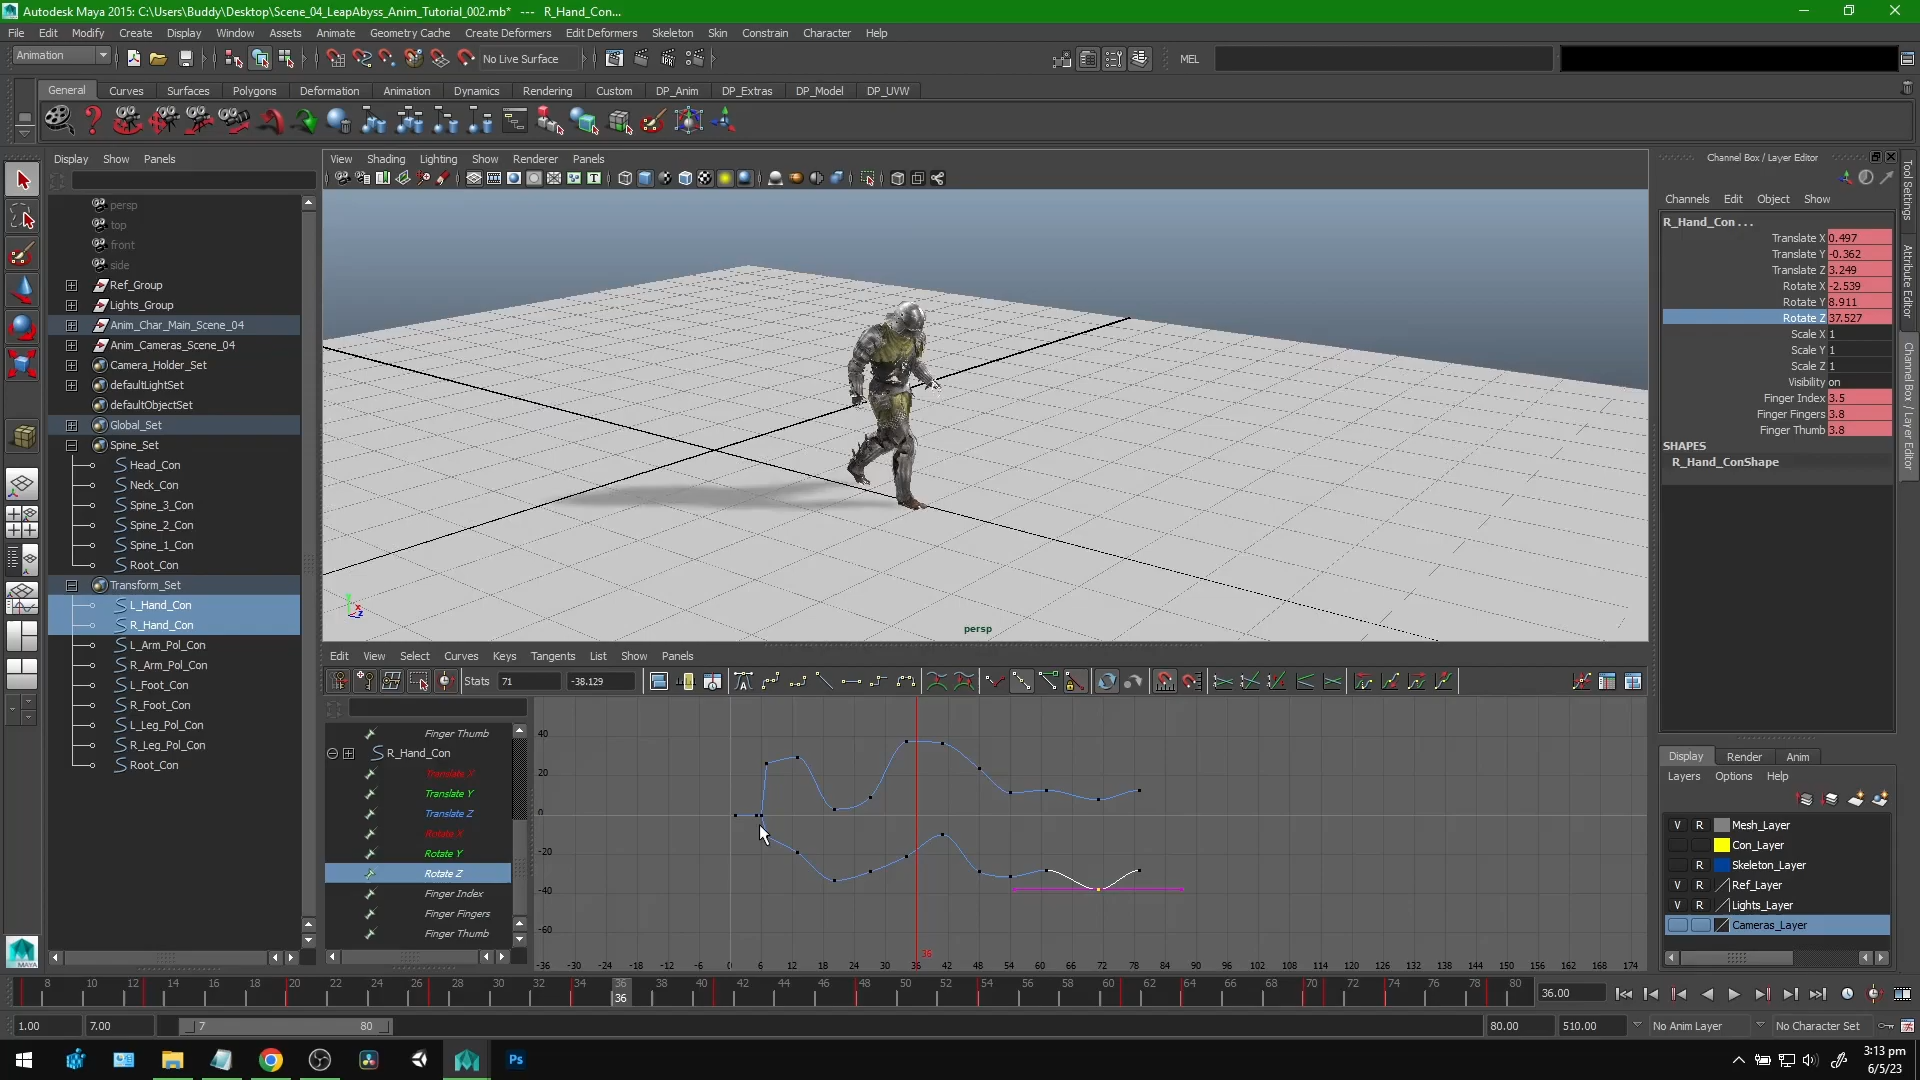 Autodesk Maya 2015: C:\Users\Buddy\Desktop\Scene_04_LeapAbyss_Anim_Tutorial_002.mb* --- R_Hand_Con...
File Edit Modify Create Display Window Assets Animate Geometry Cache Create Deformers Edit Deformers Skeleton Skin Constrain Character Help
Animation No Live Surface MEL
General Curves Surfaces Polygons Deformation Animation Dynamics Rendering Custom DP_Anim DP_Extras DP_Model DP_UVW
Display Show Panels
persp
top
front
side
Ref_Group
Lights_Group
Anim_Char_Main_Scene_04
Anim_Cameras_Scene_04
Camera_Holder_Set
defaultLightSet
defaultObjectSet
Global_Set
Spine_Set
Head_Con
Neck_Con
Spine_3_Con
Spine_2_Con
Spine_1_Con
Root_Con
Transform_Set
L_Hand_Con
R_Hand_Con
L_Arm_Pol_Con
R_Arm_Pol_Con
L_Foot_Con
R_Foot_Con
L_Leg_Pol_Con
R_Leg_Pol_Con
Root_Con
View Shading Lighting Show Renderer Panels
persp
Channel Box / Layer Editor
Channels Edit Object Show
R_Hand_Con . . .
Translate X 0.497
Translate Y -0.362
Translate Z 3.249
Rotate X -2.539
Rotate Y 8.911
Rotate Z 37.527
Scale X 1
Scale Y 1
Scale Z 1
Visibility on
Finger Index 3.5
Finger Fingers 3.8
Finger Thumb 3.8
SHAPES
R_Hand_ConShape
Tool Settings
Attribute Editor
Channel Box / Layer Editor
Edit View Select Curves Keys Tangents List Show Panels
Stats 71 -38.129
Finger Thumb
R_Hand_Con
Translate X
Translate Y
Translate Z
Rotate X
Rotate Y
Rotate Z
Finger Index
Finger Fingers
Finger Thumb
40
20
0
-20
-40
-60
36
-36 -30 -24 -18 -12 -6 0 6 12 18 24 30 36 42 48 54 60 66 72 78 84 90 96 102 108 114 120 126 132 138 144 150 156 162 168 174
Display Render Anim
Layers Options Help
V R Mesh_Layer
Con_Layer
R Skeleton_Layer
V R Ref_Layer
V R Lights_Layer
Cameras_Layer
8 10 12 14 16 18 20 22 24 26 28 30 32 34 36 38 40 42 44 46 48 50 52 54 56 58 60 62 64 66 68 70 72 74 76 78 80
36
36.00
1.00 7.00 7 80 80.00 510.00 No Anim Layer No Character Set
MAYA
Ps
3:13 pm
6/5/23